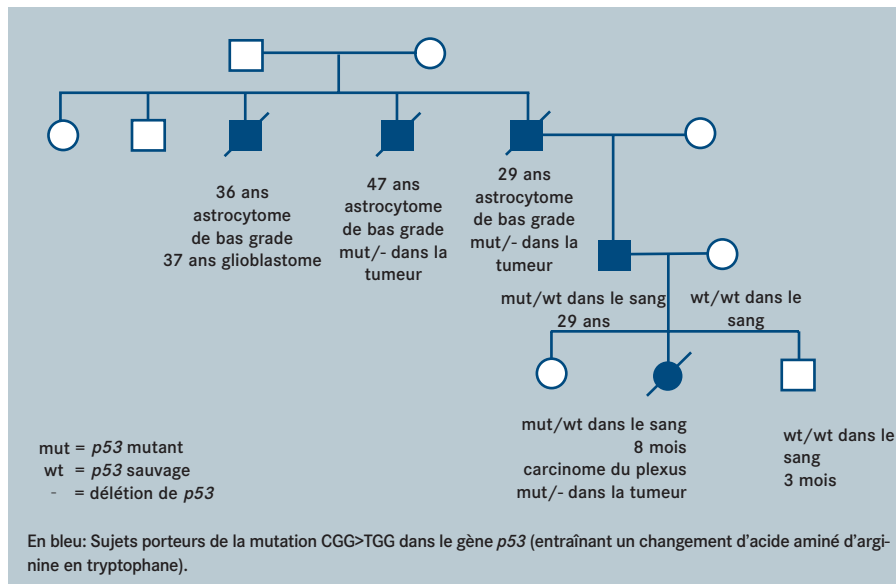 36 ans
astrocytome
de bas grade
37 ans glioblastome
47 ans
astrocytome
de bas grade
mut/- dans la
tumeur
29 ans
astrocytome
de bas grade
mut/- dans la
tumeur
mut/wt dans le sang
29 ans
wt/wt dans le
sang
mut/wt dans le sang
8 mois
carcinome du plexus
mut/- dans la tumeur
wt/wt dans le
sang
3 mois
mut = p53 mutant
wt = p53 sauvage
- = délétion de p53
En bleu: Sujets porteurs de la mutation CGG>TGG dans le gène p53 (entraînant un changement d'acide aminé d'argi-
nine en tryptophane).